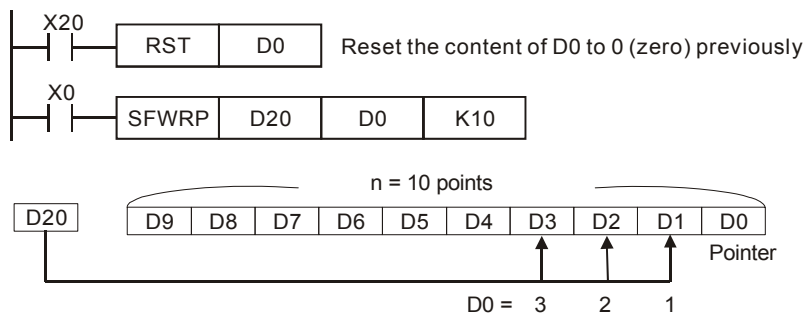 X20
RST D0 Reset the content of D0 to 0 (zero) previously
X0
SFWRP D20 D0 K10
n = 10 points
D20 D9 D8 D7 D6 D5 D4 D3 D2 D1 D0
Pointer
D0 = 3 2 1